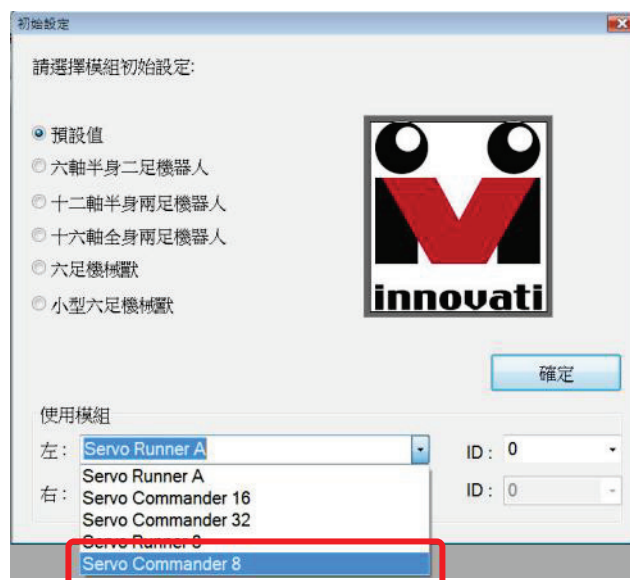 初始設定
請選擇模組初始設定:
預設值
六軸半身二足機器人
十二軸半身兩足機器人
十六軸全身兩足機器人
六足機械獸
小型六足機械獸
innovati
確定
使用模組
左: Servo Runner A ID: 0
Servo Runner A
右: Servo Commander 16 ID: 0
Servo Commander 32
Servo Runner 8
Servo Commander 8